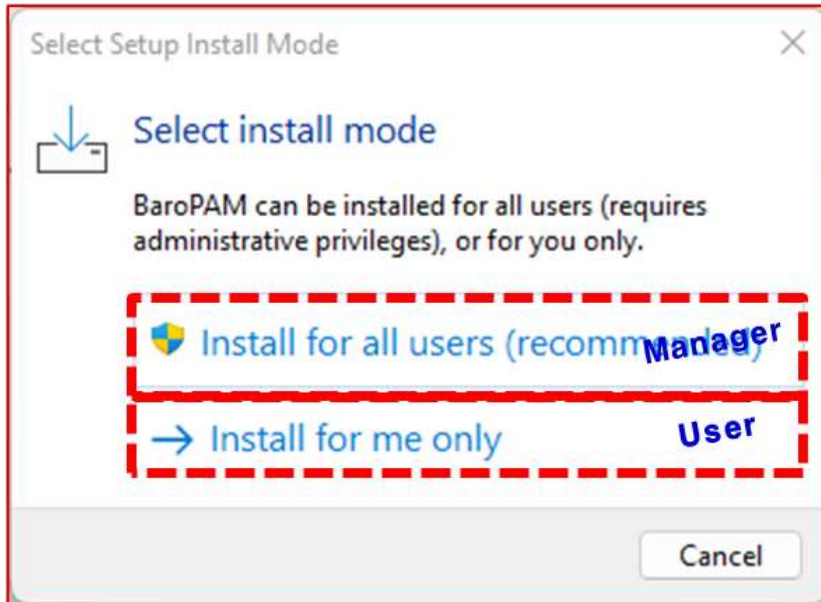 Select Setup Install Mode
Select install mode
BaroPAM can be installed for all users (requires
administrative privileges), or for you only.
Install for all users (recommended)
Manager
Install for me only
User
Cancel